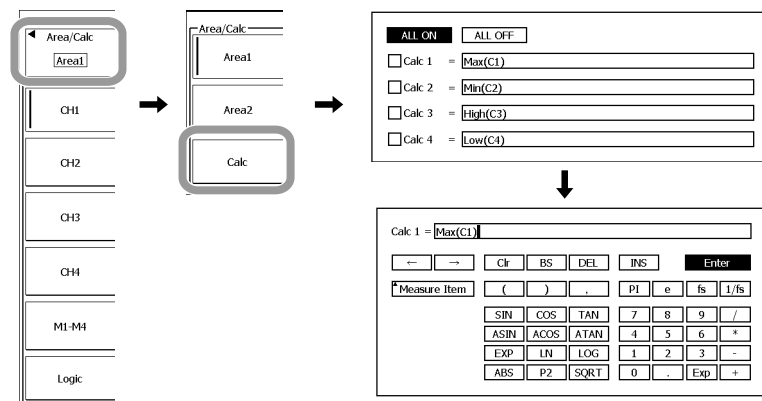 Area/Calc
Area1
CH1
CH2
CH3
CH4
M1-M4
Logic
Area/Calc
Area1
Area2
Calc
ALL ON ALL OFF
Calc 1 = Max(C1)
Calc 2 = Min(C2)
Calc 3 = High(C3)
Calc 4 = Low(C4)
Calc 1 = Max(C1)
← → Clr BS DEL INS Enter
Measure Item ( ) , PI e fs 1/fs
SIN COS TAN 7 8 9 /
ASIN ACOS ATAN 4 5 6 *
EXP LN LOG 1 2 3 -
ABS P2 SQRT 0 . Exp +